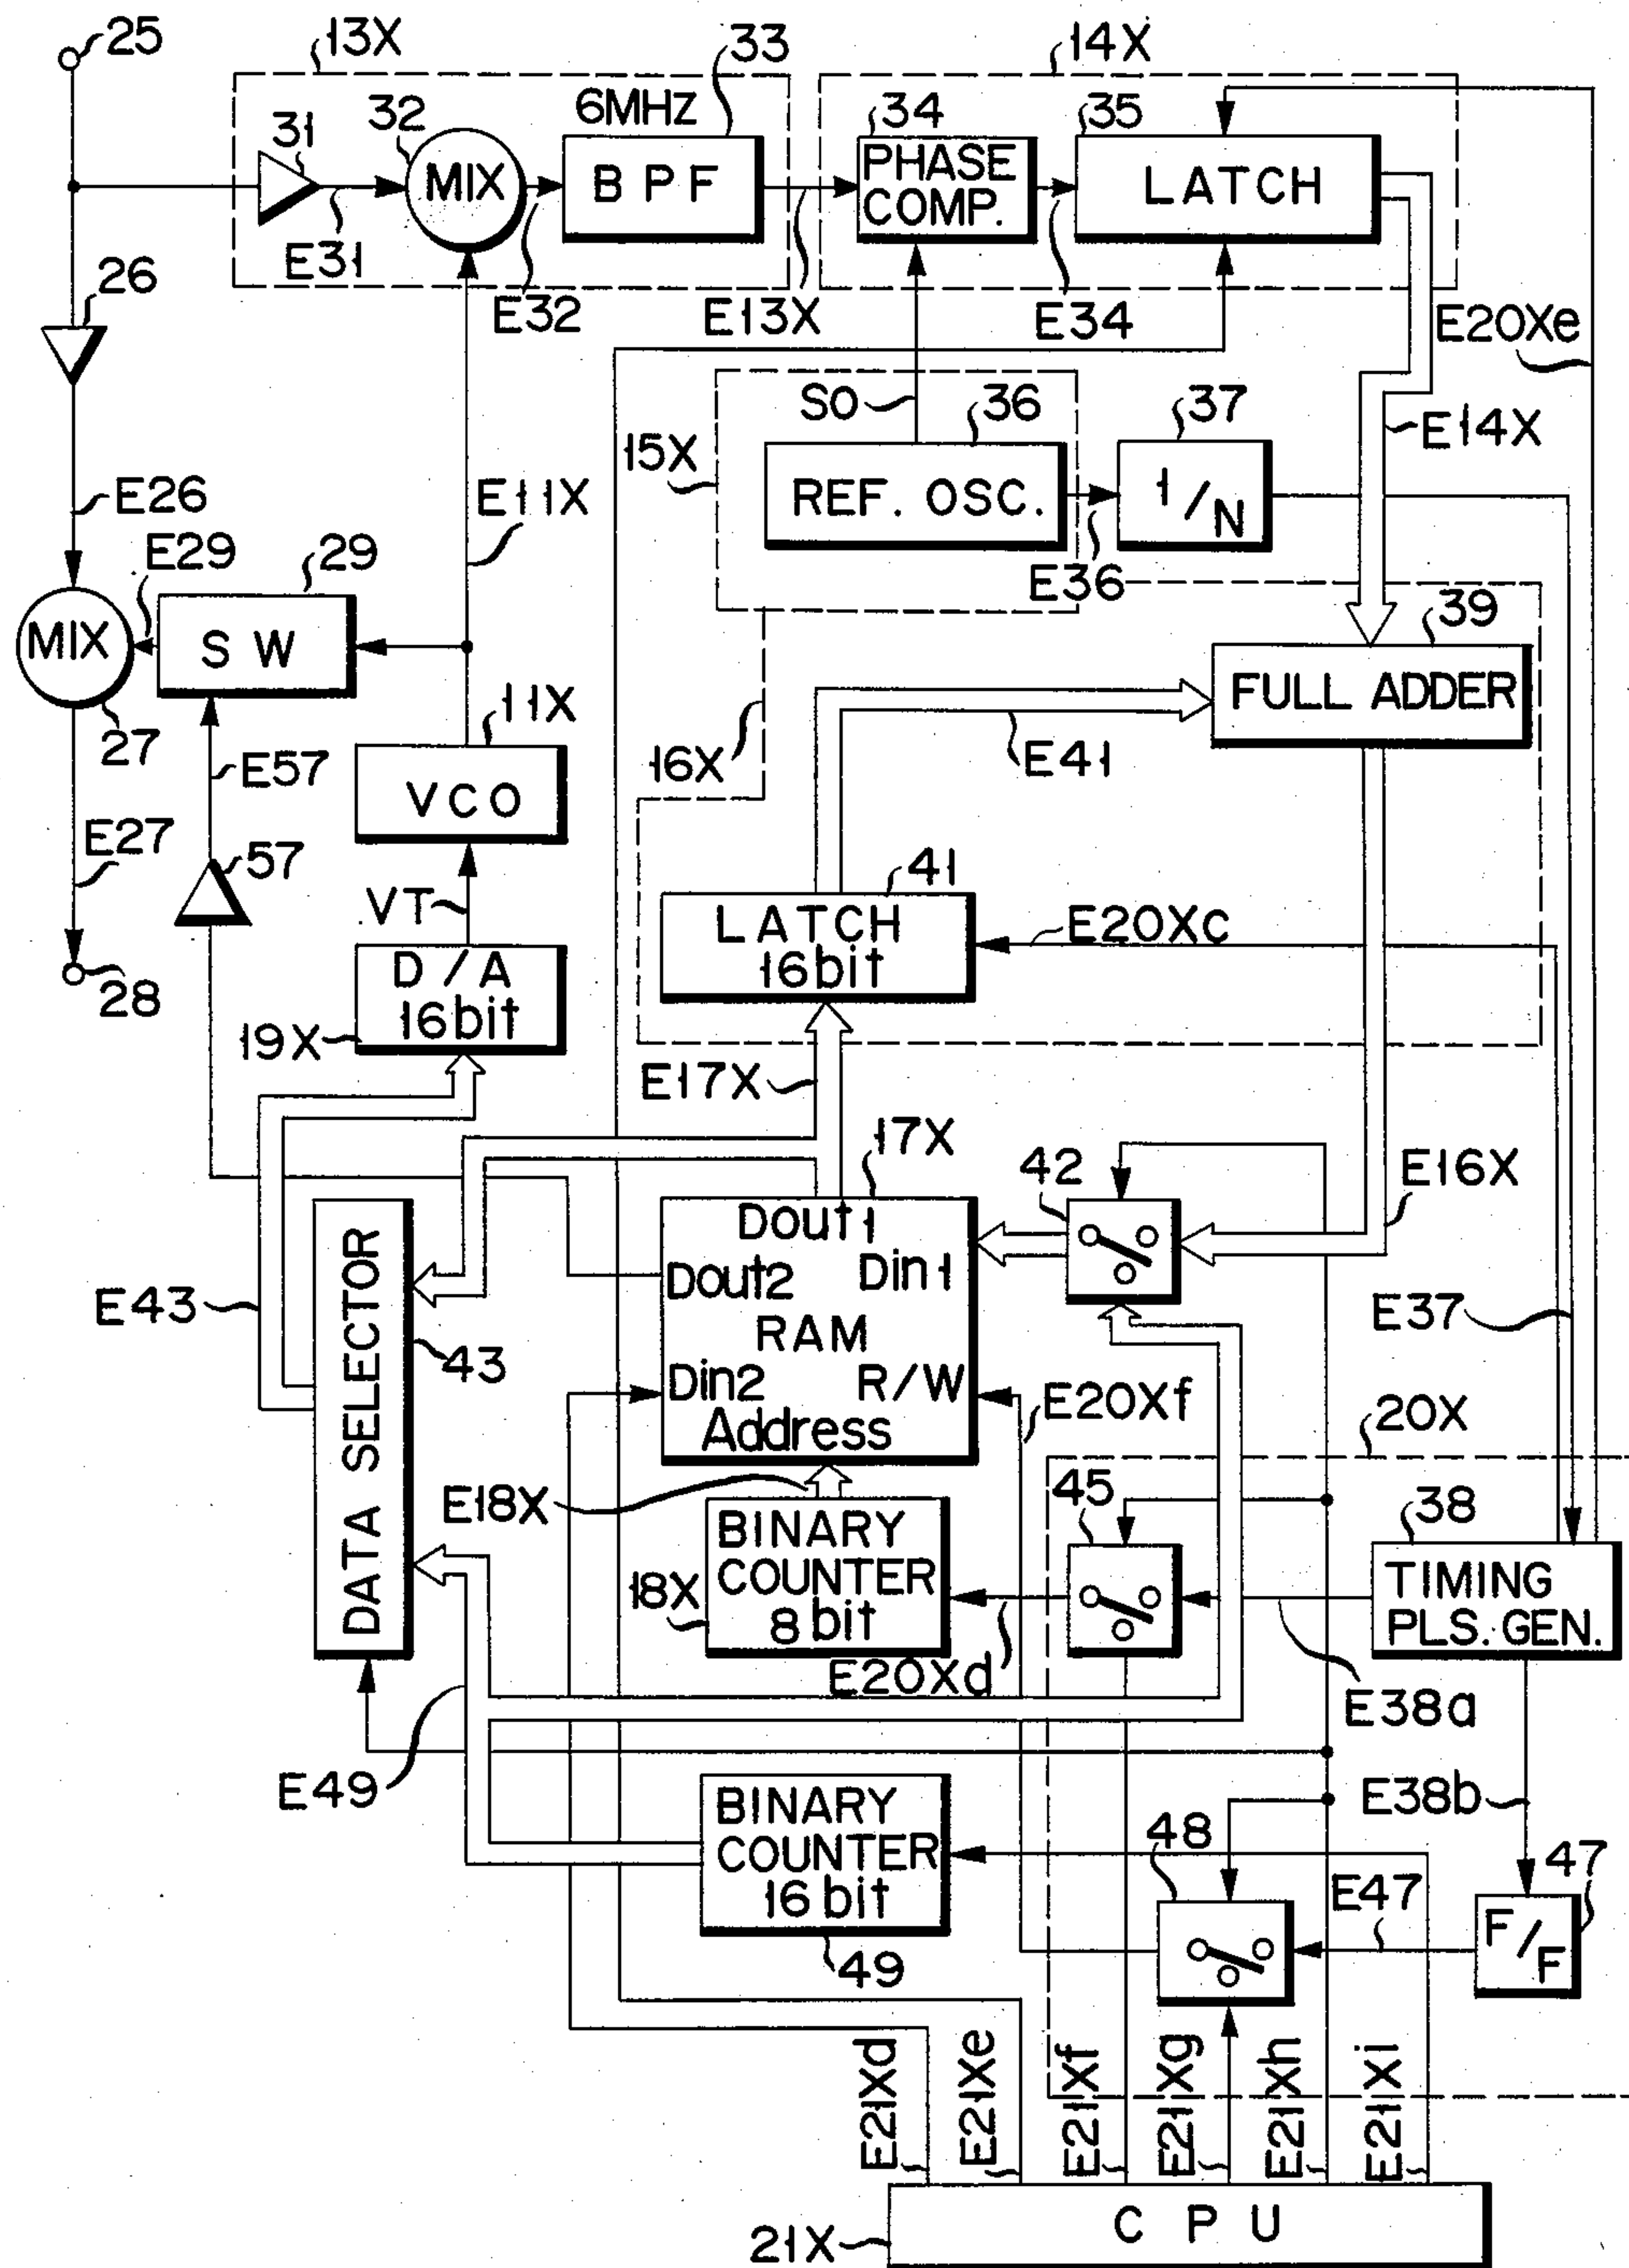 25
13X
33
14X
6MHZ
31
32
MIX
BPF
34
PHASE
COMP.
35
LATCH
E31
E32
E13X
E34
E20Xe
26
S0
36
37
E14X
15X
REF. OSC.
1/N
E36
E26
E11X
E29
29
MIX
SW
27
39
FULL ADDER
11X
16X
E41
E57
VCO
E27
57
VT
41
LATCH
16bit
E20Xc
D/A
16bit
28
19X
E17X
17X
42
E16X
Dout1
Dout2
Din1
RAM
Din2
R/W
Address
E43
DATA SELECTOR
43
E37
E20Xf
20X
E18X
45
38
BINARY
COUNTER
8bit
18X
TIMING
PLS. GEN.
E20Xd
E38a
E49
BINARY
COUNTER
16bit
49
E38b
48
47
E47
F/F
E21Xd
E21Xe
E21Xf
E21Xg
E21Xh
E21Xi
CPU
21X